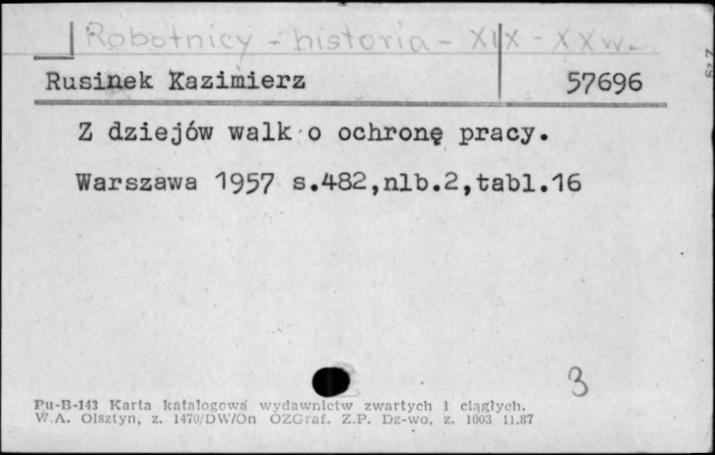 Robotnicy - historia - XIX - XX w.
Rusinek Kazimierz 57696
Z dziejów walk o ochronę pracy.
Warszawa 1957 s.482,nlb.2,tabl.16
3
Pu-B-143 Karta katalogowa wydawnictw zwartych i ciągłych.
W.A. Olsztyn, z. 1470/DW/On OZGraf. Z.P. Dz-wo, z. 1003 11.87